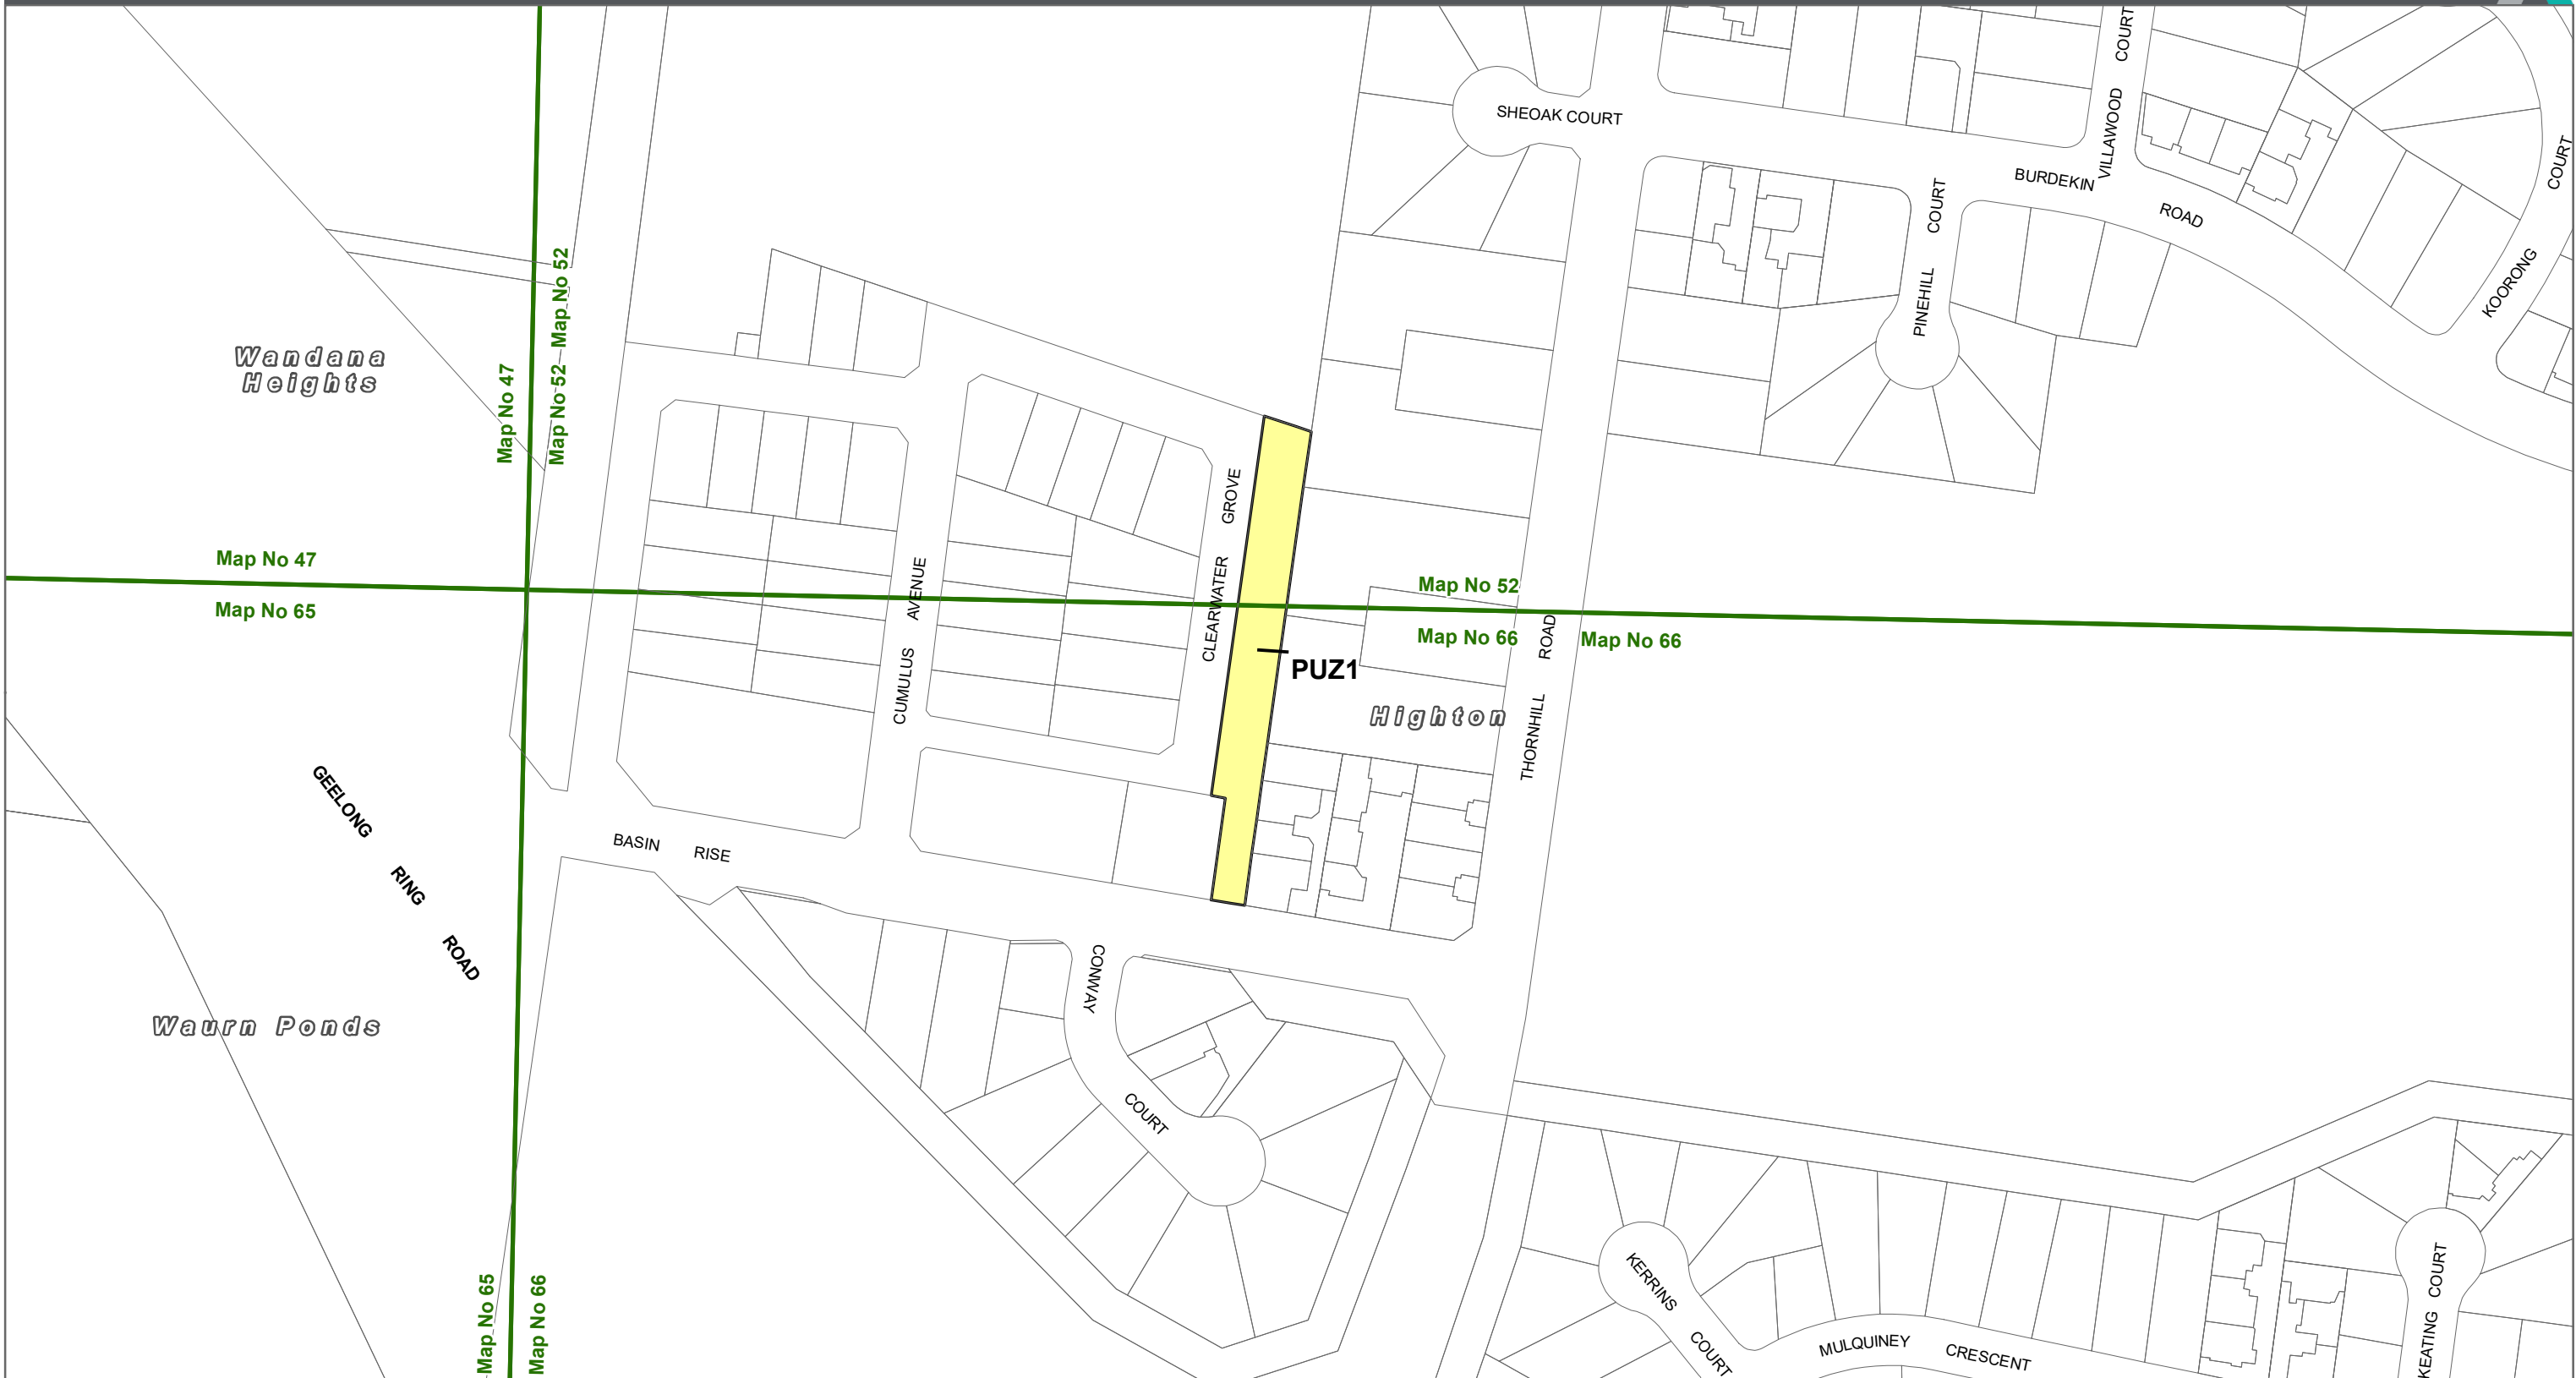 COURT
VILLAWOOD
SHEOAK COURT
BURDEKIN
ROAD
COURT
PINEHILL
COURT
KOORONG
Map No 52
Map No 52
Map No 47
Wandana
Heights
Map No 47
Map No 65
GROVE
CLEARWATER
AVENUE
CUMULUS
Map No 52
Map No 66
Map No 66
PUZ1
Highton
ROAD
THORNHILL
GEELONG
RING
ROAD
BASIN
RISE
CONWAY
COURT
Waurn Ponds
Map No 65
Map No 66
KERRINS
COURT
MULQUINEY
CRESCENT
COURT
KEATING